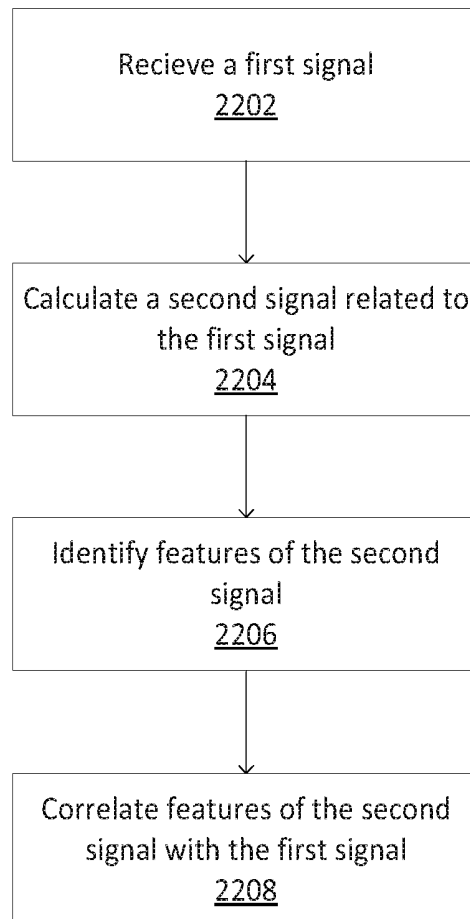 Recieve a first signal
2202
Calculate a second signal related to
the first signal
2204
Identify features of the second
signal
2206
Correlate features of the second
signal with the first signal
2208